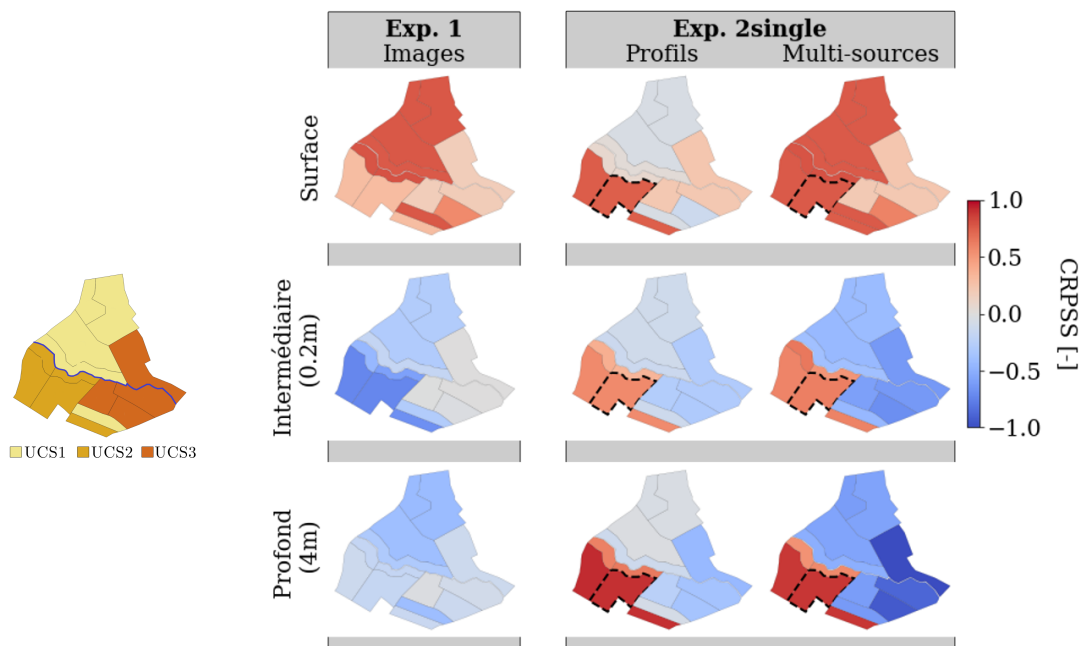 Exp. 1
Images
Exp. 2single
Profils Multi-sources
Surface
Intermédiaire
(0.2m)
Profond
(4m)
UCS1 UCS2 UCS3
1.0
0.5
0.0
−0.5
−1.0
CRPSS [-]